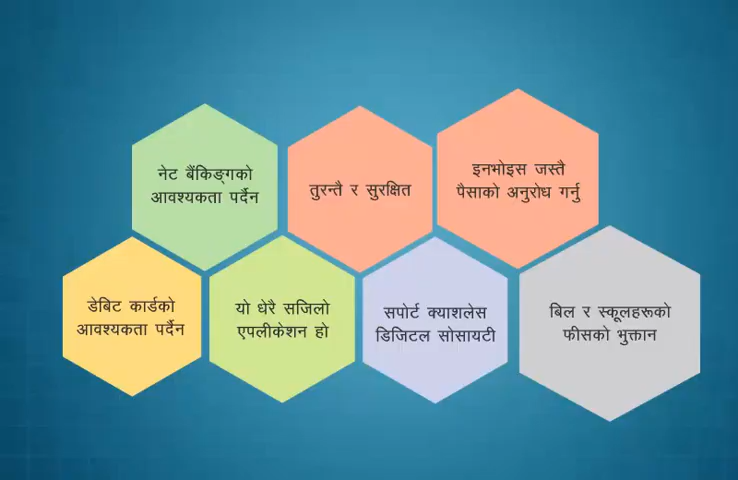 नेट बैंकिङ्गको
आवश्यकता पर्दैन
तुरन्तै र सुरक्षित
इनभोइस जस्तै
पैसाको अनुरोध गर्नु
डेबिट कार्डको
आवश्यकता पर्दैन
यो धेरै सजिलो
एपलीकेशन हो
सपोर्ट क्याशलेस
डिजिटल सोसायटी
बिल र स्कूलहरूको
फीसको भुक्तान